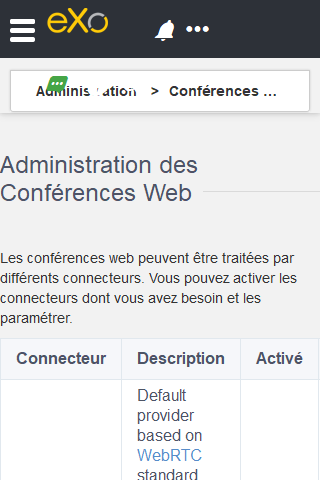 eXo
Administration > Conférences ...
Administration des
Conférences Web
Les conférences web peuvent être traitées par
différents connecteurs. Vous pouvez activer les
connecteurs dont vous avez besoin et les
paramétrer.
Connecteur Description Activé
Default
provider
based on
WebRTC
standard